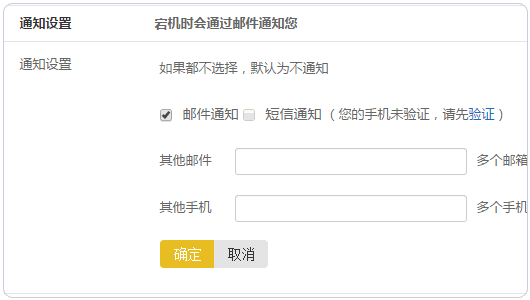 通知设置 宕机时会通过邮件通知您
通知设置 如果都不选择，默认为不通知
邮件通知 短信通知 （您的手机未验证，请先验证）
其他邮件 多个邮箱
其他手机 多个手机
确定 取消